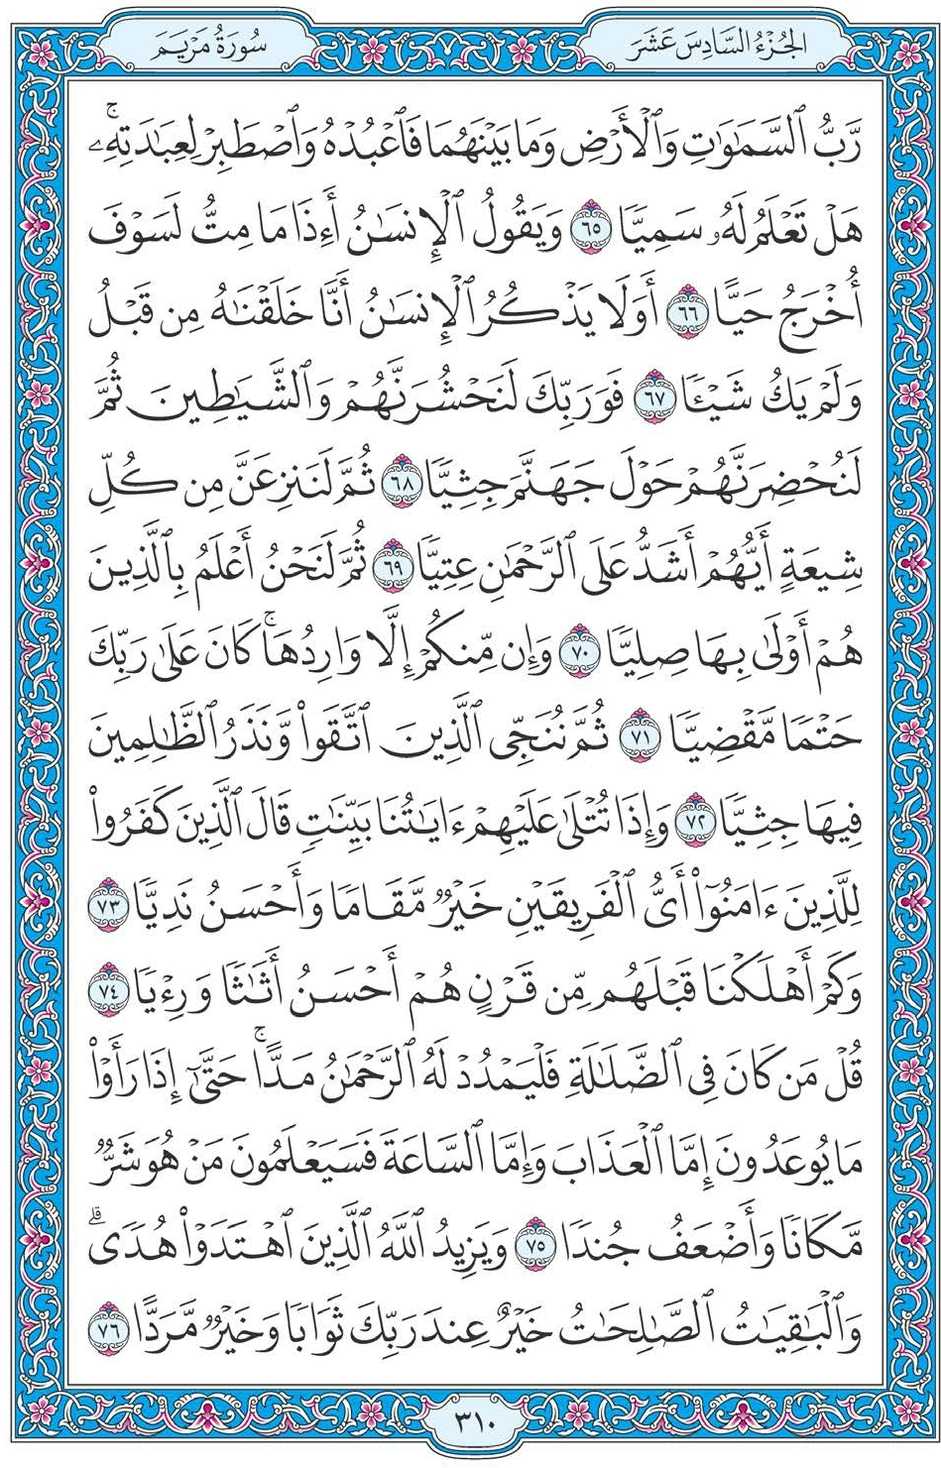 الجُزْءُ السَّادِسَ عَشَرَ
سُورَةُ مَرْيَمَ
رَّبُّ ٱلسَّمَٰوَٰتِ وَٱلْأَرْضِ وَمَا بَيْنَهُمَا فَٱعْبُدْهُ وَٱصْطَبِرْ لِعِبَٰدَتِهِۦۚ
هَلْ تَعْلَمُ لَهُۥ سَمِيًّا ٦٥ وَيَقُولُ ٱلْإِنسَٰنُ أَءِذَا مَا مِتُّ لَسَوْفَ
أُخْرَجُ حَيًّا ٦٦ أَوَلَا يَذْكُرُ ٱلْإِنسَٰنُ أَنَّا خَلَقْنَٰهُ مِن قَبْلُ
وَلَمْ يَكُ شَيْـًٔا ٦٧ فَوَرَبِّكَ لَنَحْشُرَنَّهُمْ وَٱلشَّيَٰطِينَ ثُمَّ
لَنُحْضِرَنَّهُمْ حَوْلَ جَهَنَّمَ جِثِيًّا ٦٨ ثُمَّ لَنَنزِعَنَّ مِن كُلِّ
شِيعَةٍ أَيُّهُمْ أَشَدُّ عَلَى ٱلرَّحْمَٰنِ عِتِيًّا ٦٩ ثُمَّ لَنَحْنُ أَعْلَمُ بِٱلَّذِينَ
هُمْ أَوْلَىٰ بِهَا صِلِيًّا ٧٠ وَإِن مِّنكُمْ إِلَّا وَارِدُهَاۚ كَانَ عَلَىٰ رَبِّكَ
حَتْمًا مَّقْضِيًّا ٧١ ثُمَّ نُنَجِّى ٱلَّذِينَ ٱتَّقَوا۟ وَّنَذَرُ ٱلظَّٰلِمِينَ
فِيهَا جِثِيًّا ٧٢ وَإِذَا تُتْلَىٰ عَلَيْهِمْ ءَايَٰتُنَا بَيِّنَٰتٍ قَالَ ٱلَّذِينَ كَفَرُوا۟
لِلَّذِينَ ءَامَنُوٓا۟ أَىُّ ٱلْفَرِيقَيْنِ خَيْرٌ مَّقَامًا وَأَحْسَنُ نَدِيًّا ٧٣
وَكَمْ أَهْلَكْنَا قَبْلَهُم مِّن قَرْنٍ هُمْ أَحْسَنُ أَثَٰثًا وَرِءْيًا ٧٤
قُلْ مَن كَانَ فِى ٱلضَّلَٰلَةِ فَلْيَمْدُدْ لَهُ ٱلرَّحْمَٰنُ مَدًّاۚ حَتَّىٰٓ إِذَا رَأَوْا۟
مَا يُوعَدُونَ إِمَّا ٱلْعَذَابَ وَإِمَّا ٱلسَّاعَةَ فَسَيَعْلَمُونَ مَنْ هُوَ شَرٌّ
مَّكَانًا وَأَضْعَفُ جُندًا ٧٥ وَيَزِيدُ ٱللَّهُ ٱلَّذِينَ ٱهْتَدَوْا۟ هُدًىۗ
وَٱلْبَٰقِيَٰتُ ٱلصَّٰلِحَٰتُ خَيْرٌ عِندَ رَبِّكَ ثَوَابًا وَخَيْرٌ مَّرَدًّا ٧٦
٣١٠